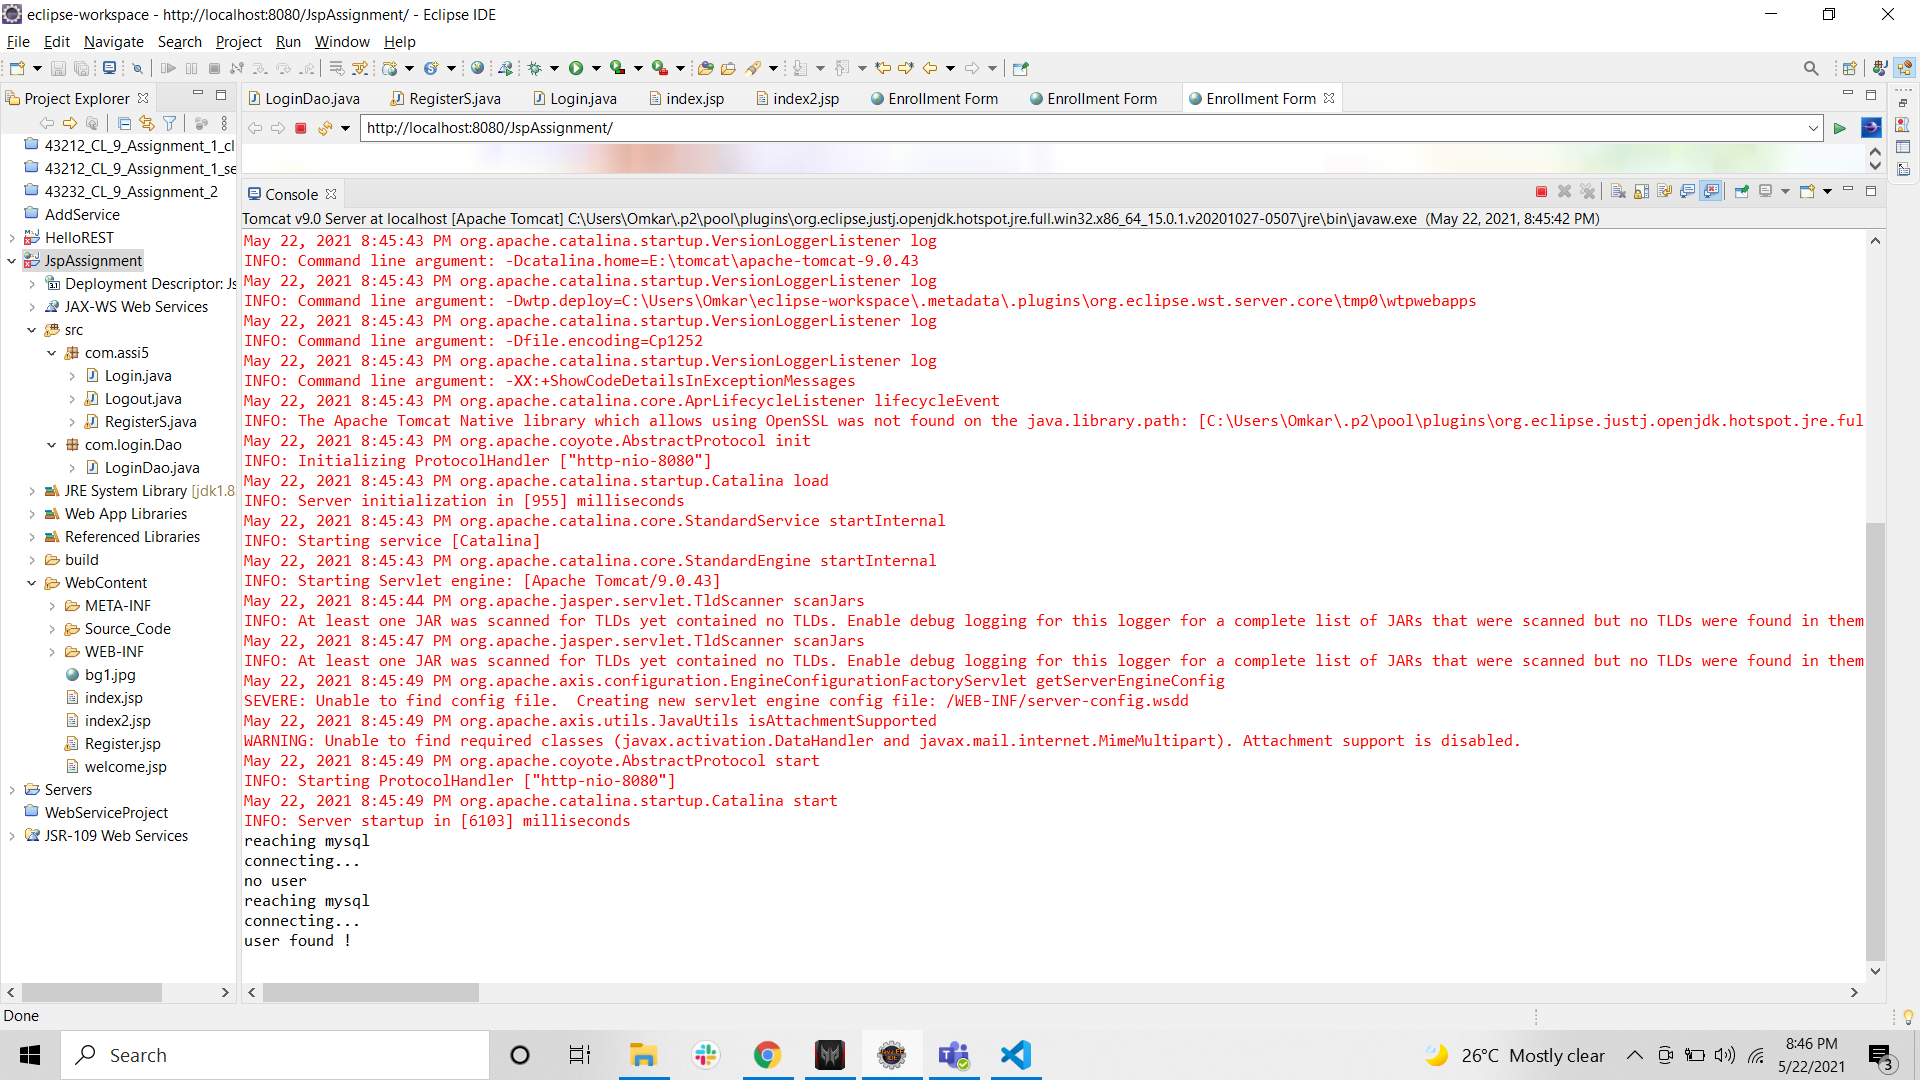 eclipse-workspace - http://localhost:8080/JspAssignment/ - Eclipse IDE
File Edit Navigate Search Project Run Window Help
Project Explorer
LoginDao.java RegisterS.java Login.java index.jsp index2.jsp Enrollment Form Enrollment Form Enrollment Form
http://localhost:8080/JspAssignment/
43212_CL_9_Assignment_1_cl
43212_CL_9_Assignment_1_se
43232_CL_9_Assignment_2
AddService
HelloREST
JspAssignment
Deployment Descriptor: Js
JAX-WS Web Services
src
com.assi5
Login.java
Logout.java
RegisterS.java
com.login.Dao
LoginDao.java
JRE System Library [jdk1.8
Web App Libraries
Referenced Libraries
build
WebContent
META-INF
Source_Code
WEB-INF
bg1.jpg
index.jsp
index2.jsp
Register.jsp
welcome.jsp
Servers
WebServiceProject
JSR-109 Web Services
Console
Tomcat v9.0 Server at localhost [Apache Tomcat] C:\Users\Omkar\.p2\pool\plugins\org.eclipse.justj.openjdk.hotspot.jre.full.win32.x86_64_15.0.1.v20201027-0507\jre\bin\javaw.exe (May 22, 2021, 8:45:42 PM)
May 22, 2021 8:45:43 PM org.apache.catalina.startup.VersionLoggerListener log
INFO: Command line argument: -Dcatalina.home=E:\tomcat\apache-tomcat-9.0.43
May 22, 2021 8:45:43 PM org.apache.catalina.startup.VersionLoggerListener log
INFO: Command line argument: -Dwtp.deploy=C:\Users\Omkar\eclipse-workspace\.metadata\.plugins\org.eclipse.wst.server.core\tmp0\wtpwebapps
May 22, 2021 8:45:43 PM org.apache.catalina.startup.VersionLoggerListener log
INFO: Command line argument: -Dfile.encoding=Cp1252
May 22, 2021 8:45:43 PM org.apache.catalina.startup.VersionLoggerListener log
INFO: Command line argument: -XX:+ShowCodeDetailsInExceptionMessages
May 22, 2021 8:45:43 PM org.apache.catalina.core.AprLifecycleListener lifecycleEvent
INFO: The Apache Tomcat Native library which allows using OpenSSL was not found on the java.library.path: [C:\Users\Omkar\.p2\pool\plugins\org.eclipse.justj.openjdk.hotspot.jre.ful
May 22, 2021 8:45:43 PM org.apache.coyote.AbstractProtocol init
INFO: Initializing ProtocolHandler ["http-nio-8080"]
May 22, 2021 8:45:43 PM org.apache.catalina.startup.Catalina load
INFO: Server initialization in [955] milliseconds
May 22, 2021 8:45:43 PM org.apache.catalina.core.StandardService startInternal
INFO: Starting service [Catalina]
May 22, 2021 8:45:43 PM org.apache.catalina.core.StandardEngine startInternal
INFO: Starting Servlet engine: [Apache Tomcat/9.0.43]
May 22, 2021 8:45:44 PM org.apache.jasper.servlet.TldScanner scanJars
INFO: At least one JAR was scanned for TLDs yet contained no TLDs. Enable debug logging for this logger for a complete list of JARs that were scanned but no TLDs were found in them
May 22, 2021 8:45:47 PM org.apache.jasper.servlet.TldScanner scanJars
INFO: At least one JAR was scanned for TLDs yet contained no TLDs. Enable debug logging for this logger for a complete list of JARs that were scanned but no TLDs were found in them
May 22, 2021 8:45:49 PM org.apache.axis.configuration.EngineConfigurationFactoryServlet getServerEngineConfig
SEVERE: Unable to find config file.  Creating new servlet engine config file: /WEB-INF/server-config.wsdd
May 22, 2021 8:45:49 PM org.apache.axis.utils.JavaUtils isAttachmentSupported
WARNING: Unable to find required classes (javax.activation.DataHandler and javax.mail.internet.MimeMultipart). Attachment support is disabled.
May 22, 2021 8:45:49 PM org.apache.coyote.AbstractProtocol start
INFO: Starting ProtocolHandler ["http-nio-8080"]
May 22, 2021 8:45:49 PM org.apache.catalina.startup.Catalina start
INFO: Server startup in [6103] milliseconds
reaching mysql
connecting...
no user
reaching mysql
connecting...
user found !
Done
Search
26°C Mostly clear
8:46 PM
5/22/2021
3